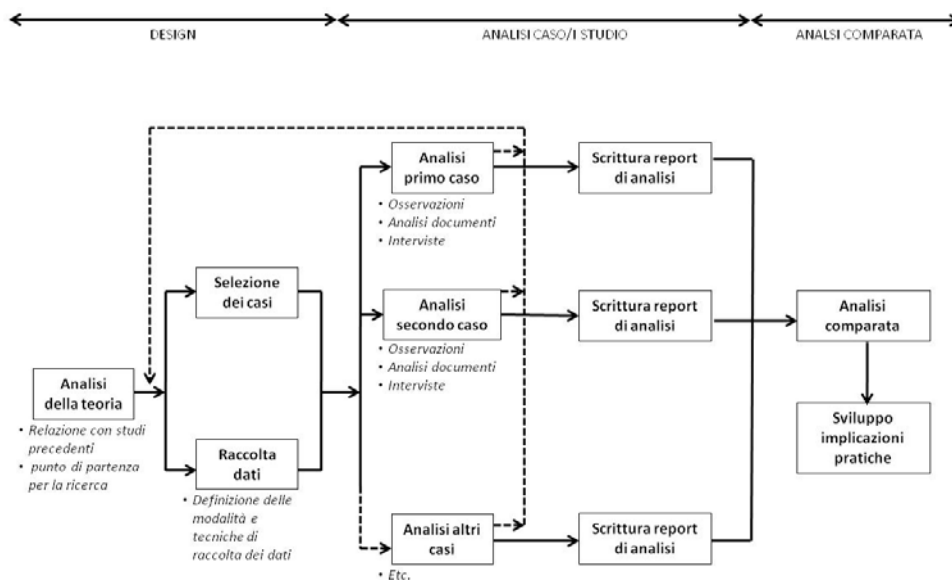 DESIGN
ANALISI CASO/I STUDIO
ANALSI COMPARATA
Analisi
primo caso
• Osservazioni
• Analisi documenti
• Interviste
Scrittura report
di analisi
Selezione
dei casi
Analisi
secondo caso
• Osservazioni
• Analisi documenti
• Interviste
Scrittura report
di analisi
Analisi
comparata
Analisi
della teoria
• Relazione con studi
precedenti
• punto di partenza
per la ricerca
Raccolta
dati
• Definizione delle
modalità e
tecniche di
raccolta dei dati
Sviluppo
implicazioni
pratiche
Analisi altri
casi
• Etc.
Scrittura report
di analisi